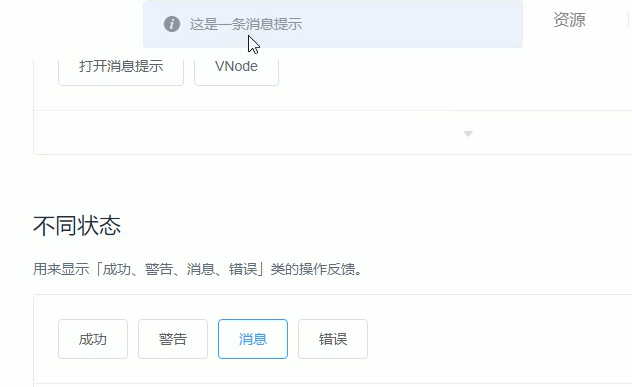 这是一条消息提示
资源
打开消息提示
VNode
不同状态
用来显示「成功、警告、消息、错误」类的操作反馈。
成功
警告
消息
错误